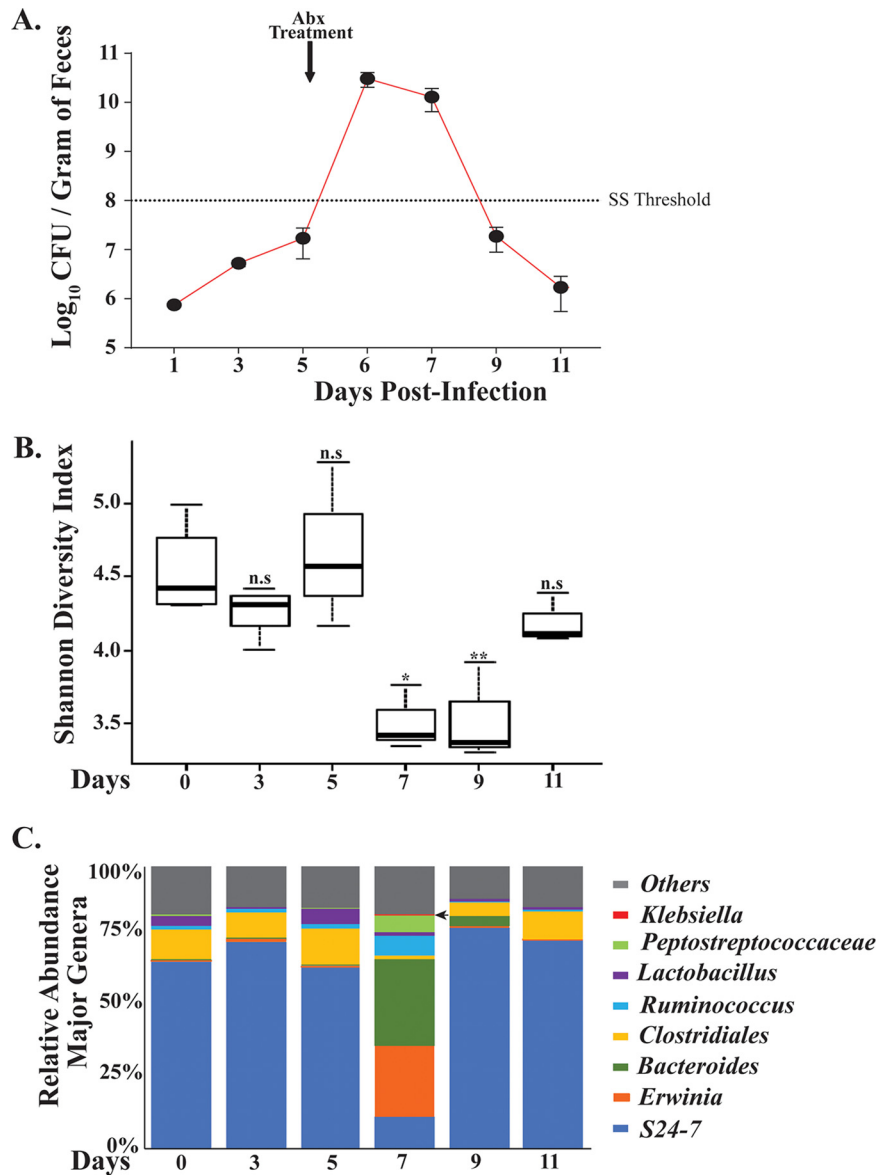 A.
Abx
Treatment
Log10 CFU / Gram of Feces
11
10
9
8
7
6
5
SS Threshold
1 3 5 6 7 9 11
Days Post-Infection
B.
Shannon Diversity Index
5.0
4.5
4.0
3.5
n.s
n.s
*
**
n.s
Days 0 3 5 7 9 11
C.
Relative Abundance
Major Genera
100%
75%
50%
25%
0%
Days 0 3 5 7 9 11
Others
Klebsiella
Peptostreptococcaceae
Lactobacillus
Ruminococcus
Clostridiales
Bacteroides
Erwinia
S24-7